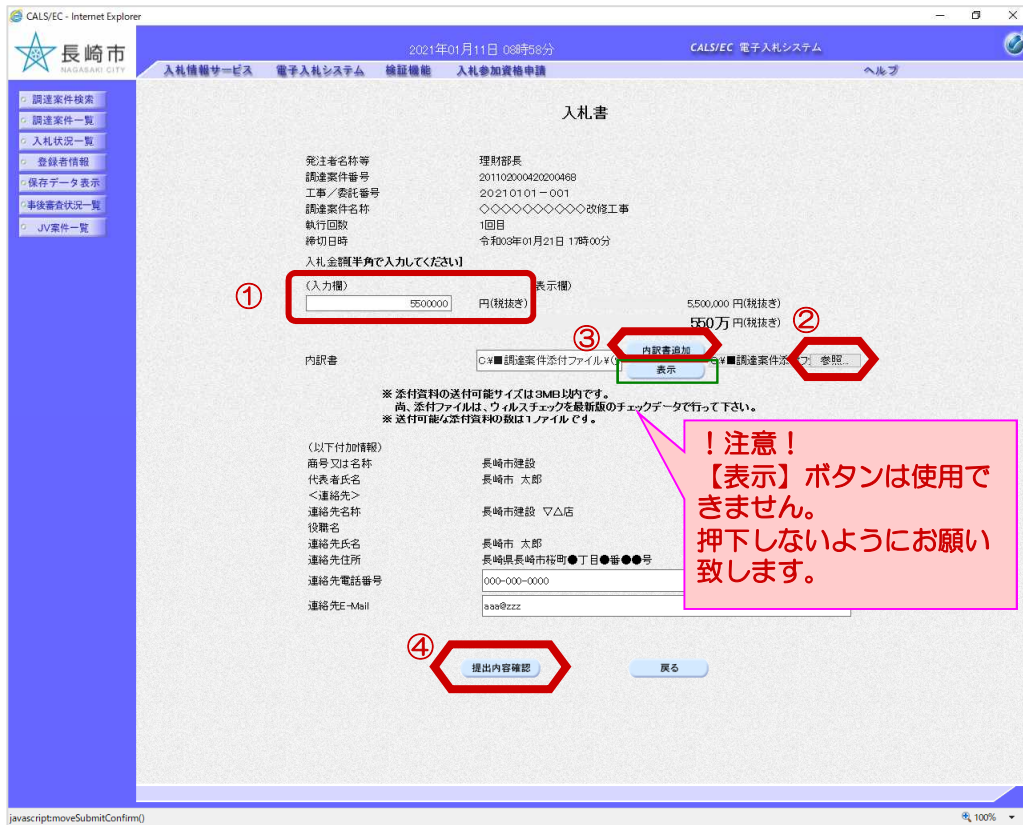 CALS/EC - Internet Explorer
長崎市
NAGASAKI CITY
2021年01月11日 08時58分
CALS/EC 電子入札システム
入札情報サービス 電子入札システム 検証機能 入札参加資格申請 ヘルプ
調達案件検索
調達案件一覧
入札状況一覧
登録者情報
保存データ表示
事後審査状況一覧
JV案件一覧
入札書
発注者名称等 理財部長
調達案件番号 201102000420200468
工事/委託番号 20210101-001
調達案件名称 ◇◇◇◇◇◇◇◇◇◇改修工事
執行回数 1回目
締切日時 令和03年01月21日 17時00分
入札金額[半角で入力してください]
① (入力欄) 表示欄)
5500000 円(税抜き) 5,500,000 円(税抜き)
550万 円(税抜き)
② ③
内訳書 C:¥■調達案件添付ファイル¥( 内訳書追加 ¥■調達案件添 参照...
表示
※ 添付資料の送付可能サイズは3MB以内です。
尚、添付ファイルは、ウィルスチェックを最新版のチェックデータで行って下さい。
※ 送付可能な添付資料の数は1ファイルです。
!注意!
【表示】ボタンは使用で
きません。
押下しないようにお願い
致します。
(以下付加情報)
商号又は名称 長崎市建設
代表者氏名 長崎市 太郎
<連絡先>
連絡先名称 長崎市建設 ▽△店
役職名
連絡先氏名 長崎市 太郎
連絡先住所 長崎県長崎市桜町●丁目●番●●号
連絡先電話番号 000-000-0000
連絡先E-Mail aaa@zzz
④
提出内容確認 戻る
javascript:moveSubmitConfirm() 100%